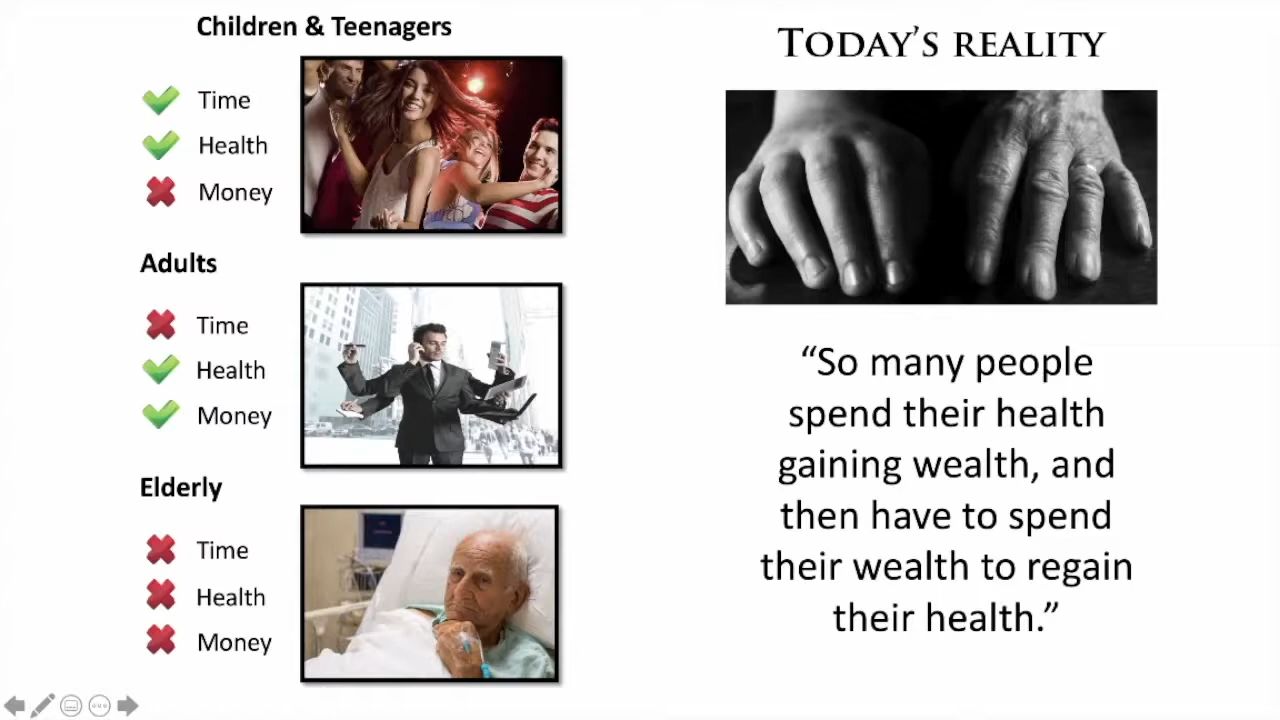 Children & Teenagers
Time
Health
Money
Adults
Time
Health
Money
Elderly
Time
Health
Money
TODAY'S REALITY
“So many people
spend their health
gaining wealth, and
then have to spend
their wealth to regain
their health.”